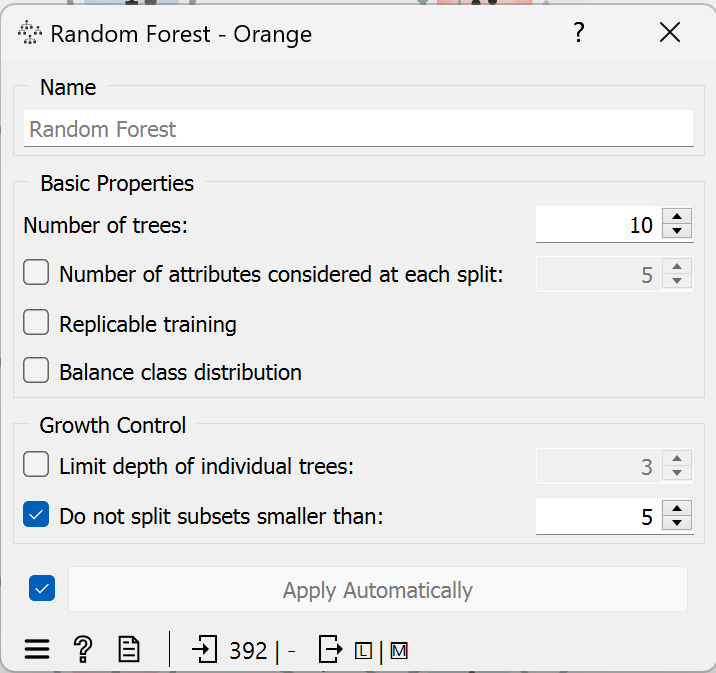 Random Forest - Orange ?
Name
Random Forest
Basic Properties
Number of trees: 10
Number of attributes considered at each split: 5
Replicable training
Balance class distribution
Growth Control
Limit depth of individual trees: 3
Do not split subsets smaller than: 5
Apply Automatically
? 392 | - L | M